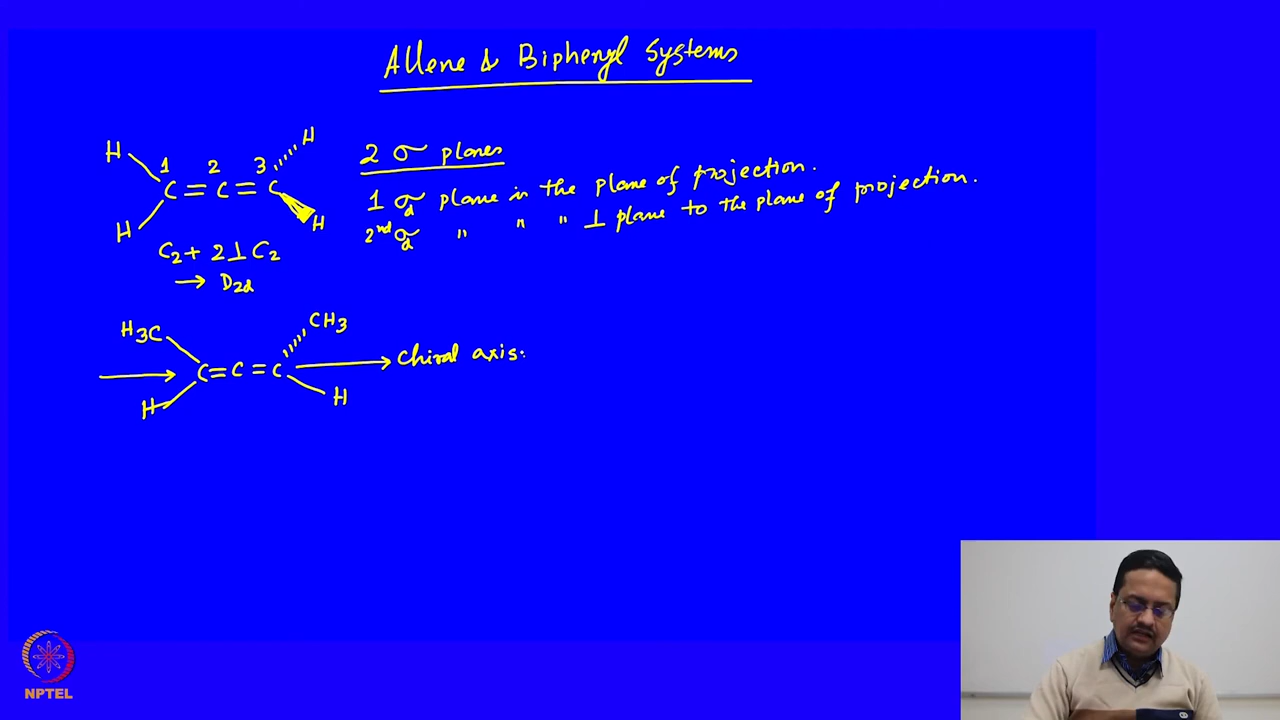 Allene & Biphenyl Systems
H H
1 2 3
C = C = C
H H
C2 + 2 ⊥ C2
→ D2d
2 σ planes
1 σd plane in the plane of projection.
2nd σd " " " ⊥ plane to the plane of projection.
H3C CH3
C = C = C → Chiral axis.
H H
NPTEL